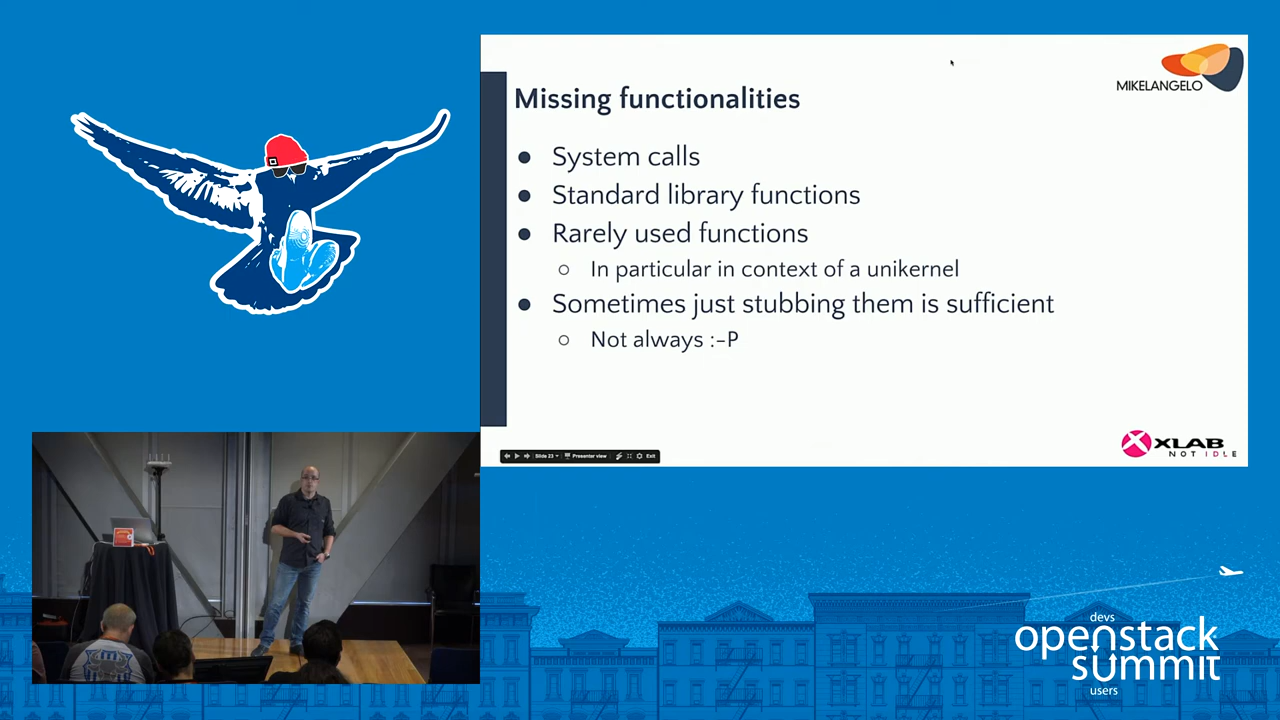 MIKELANGELO
Missing functionalities
● System calls
● Standard library functions
● Rarely used functions
○ In particular in context of a unikernel
● Sometimes just stubbing them is sufficient
○ Not always :-P
Slide 23
Presenter view
Exit
XLAB
NOT IDLE
devs
openstack
summit
users